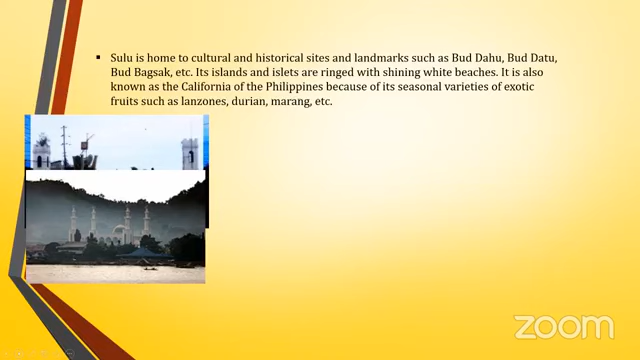 ▪ Sulu is home to cultural and historical sites and landmarks such as Bud Dahu, Bud Datu,
Bud Bagsak, etc. Its islands and islets are ringed with shining white beaches. It is also
known as the California of the Philippines because of its seasonal varieties of exotic
fruits such as lanzones, durian, marang, etc.
zoom